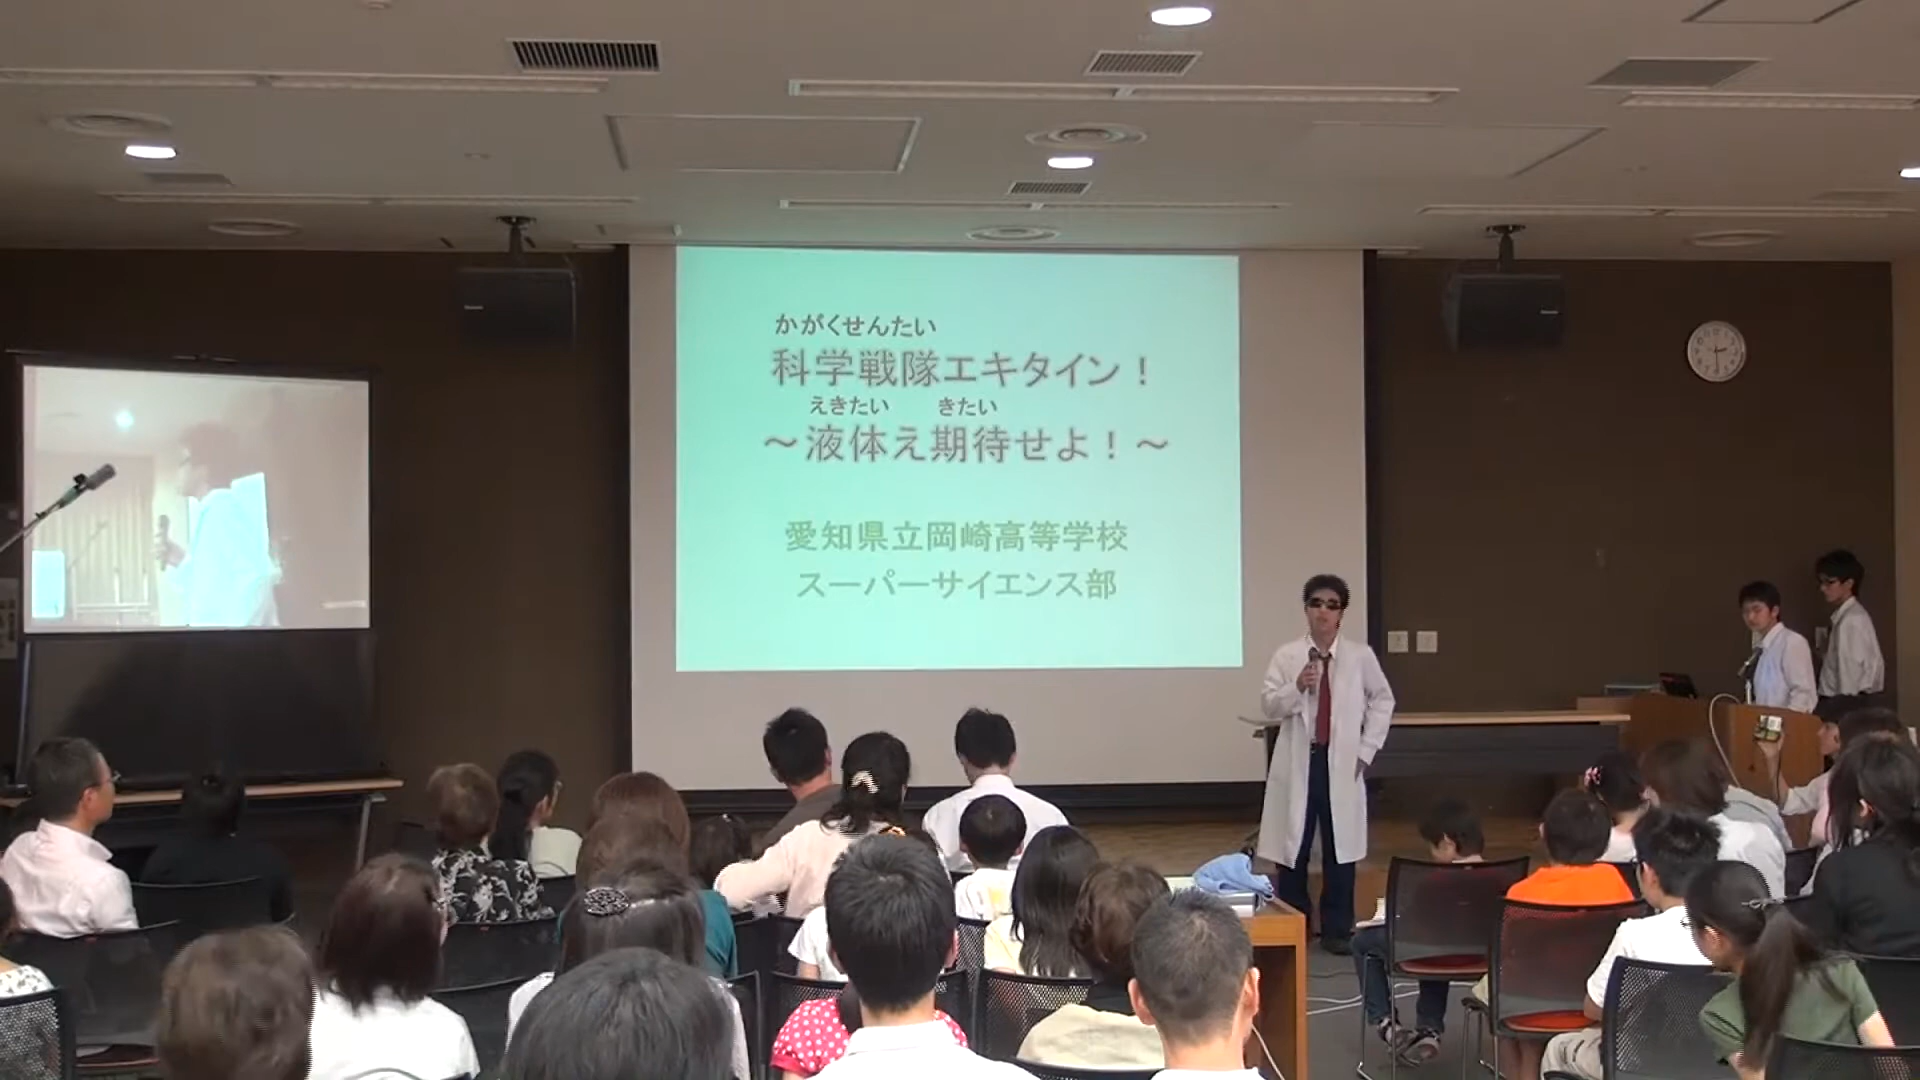 かがくせんたい
科学戦隊エキタイン！
えきたい きたい
～液体え期待せよ！～
愛知県立岡崎高等学校
スーパーサイエンス部